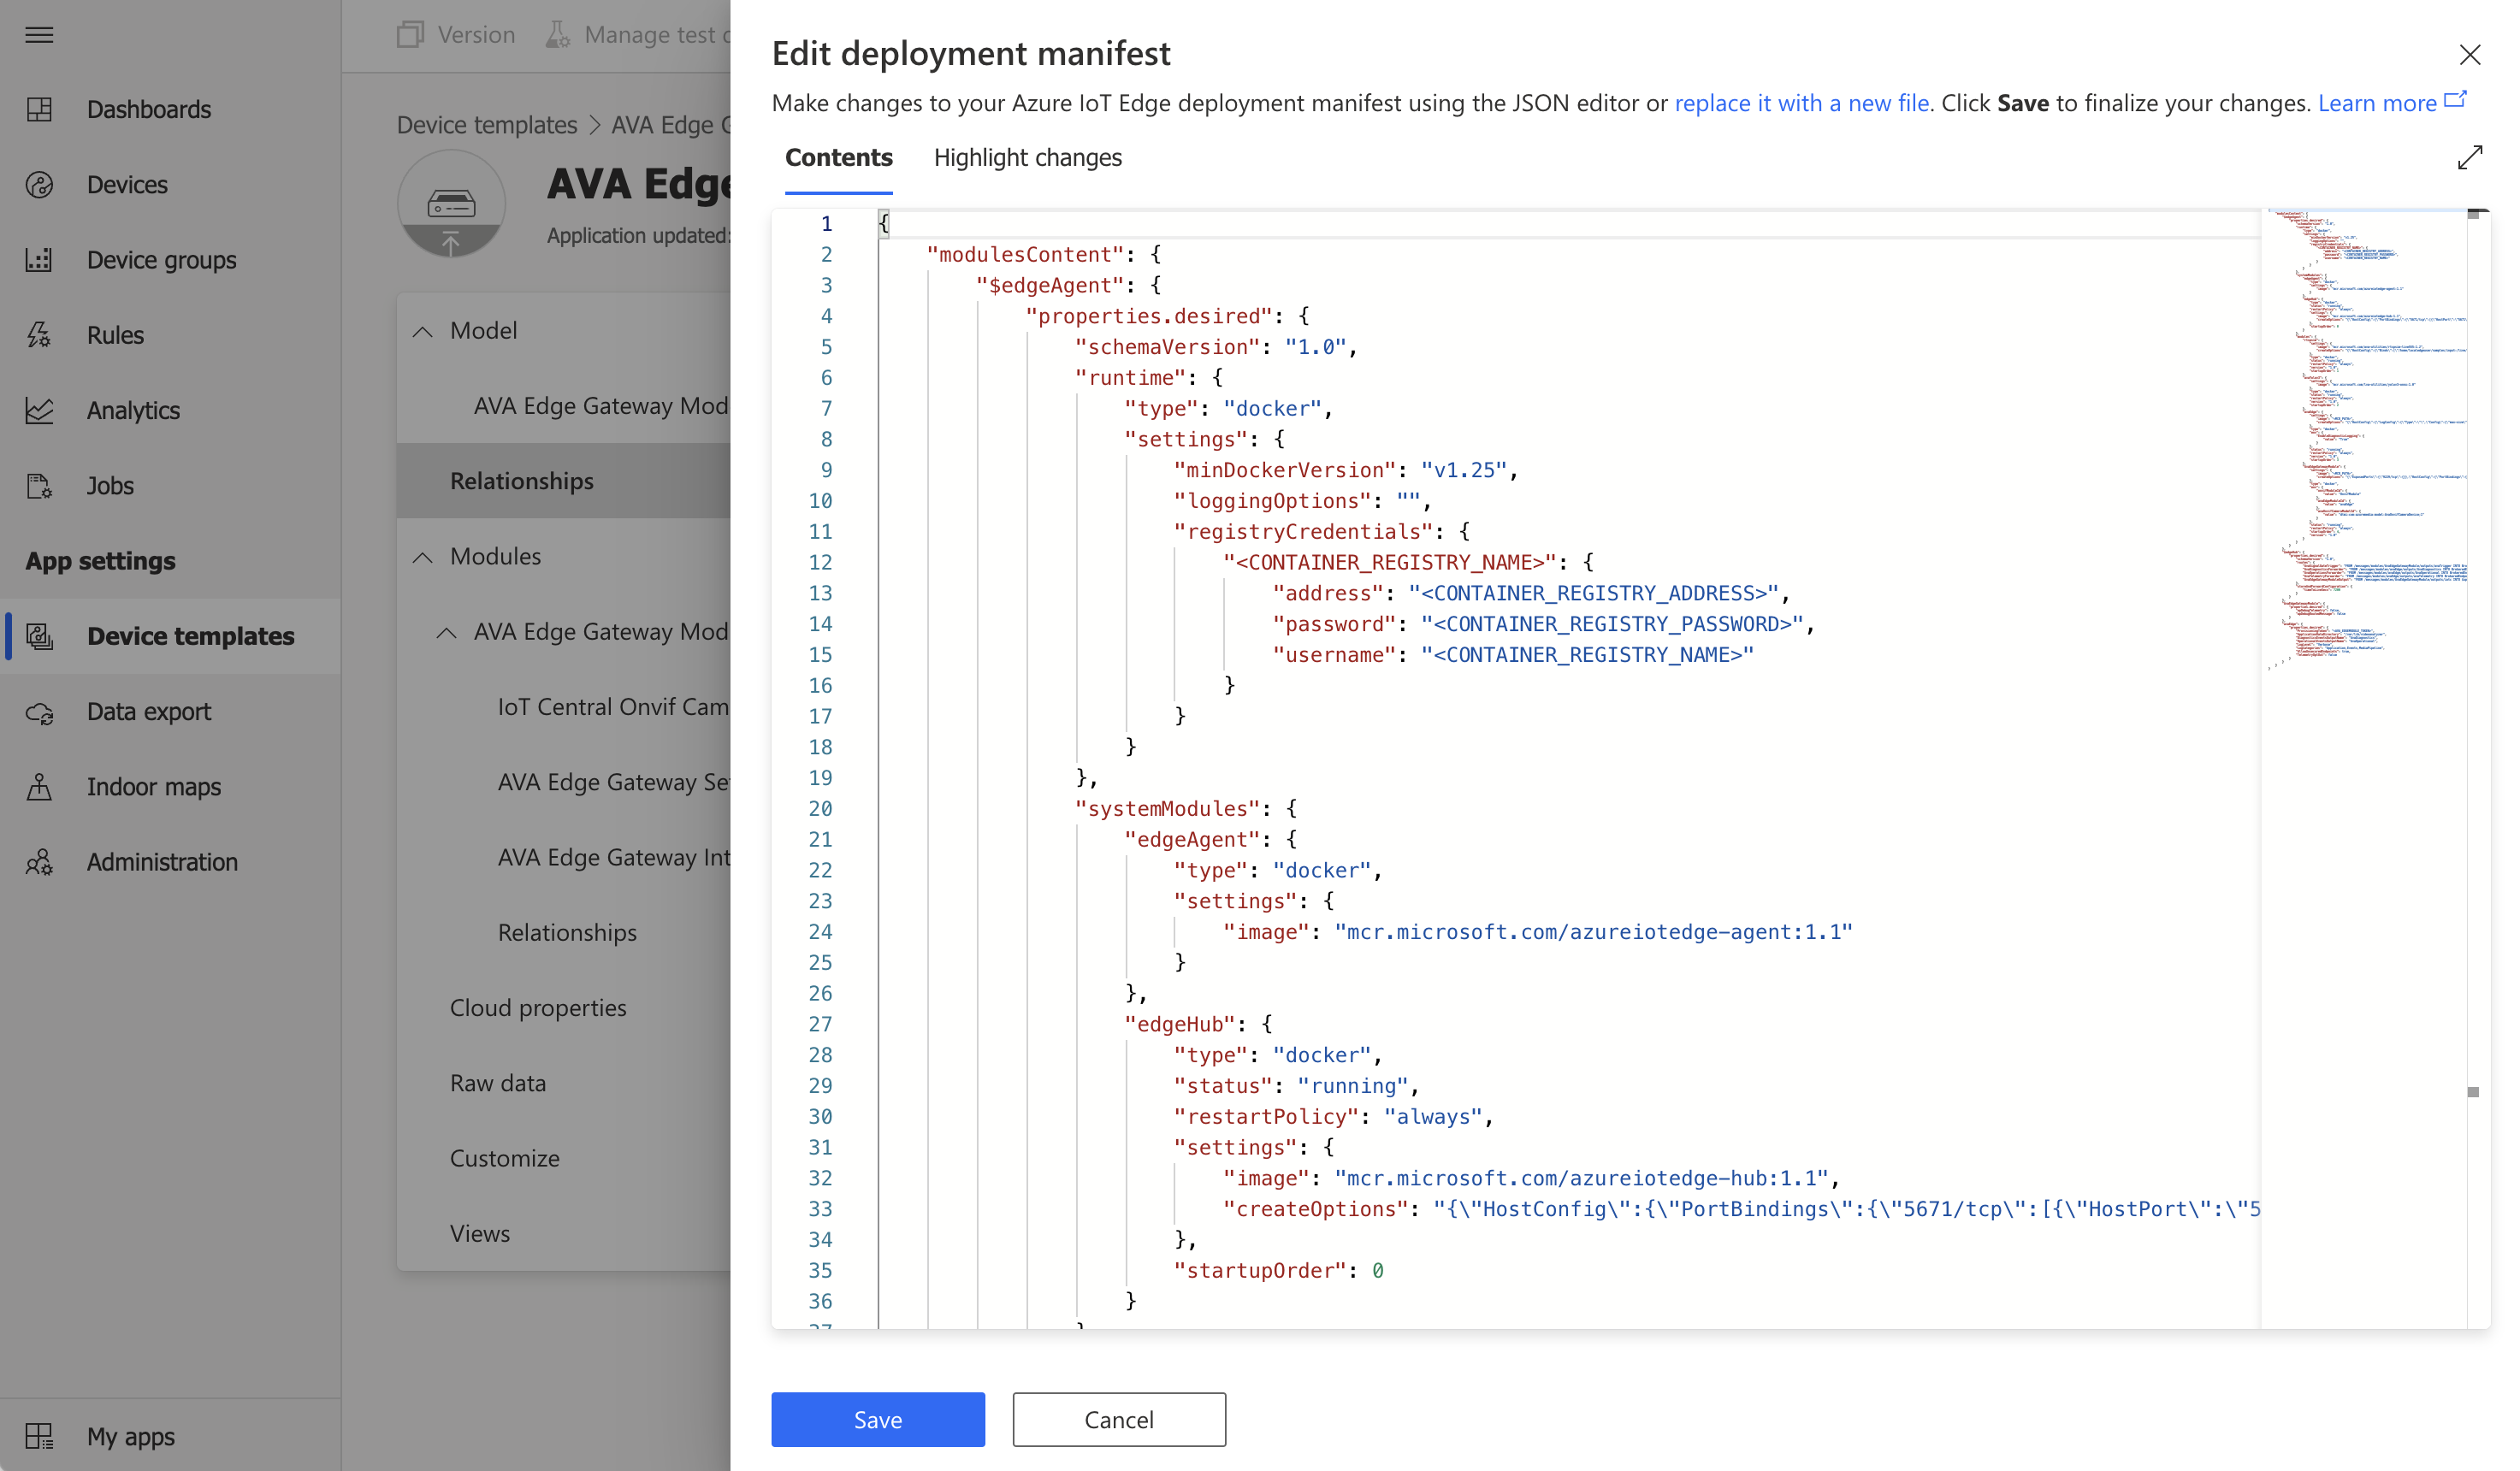 Dashboards
Devices
Device groups
Rules
Analytics
Jobs
App settings
Device templates
Data export
Indoor maps
Administration
My apps
Version
Manage test
Device templates > AVA Edge
AVA Edge
Application updated:
Model
AVA Edge Gateway Mod
Relationships
Modules
AVA Edge Gateway Mod
IoT Central Onvif Cam
AVA Edge Gateway Se
AVA Edge Gateway Int
Relationships
Cloud properties
Raw data
Customize
Views
Edit deployment manifest
Make changes to your Azure IoT Edge deployment manifest using the JSON editor or replace it with a new file. Click Save to finalize your changes. Learn more
Contents
Highlight changes
1 {
2 "modulesContent": {
3 "$edgeAgent": {
4 "properties.desired": {
5 "schemaVersion": "1.0",
6 "runtime": {
7 "type": "docker",
8 "settings": {
9 "minDockerVersion": "v1.25",
10 "loggingOptions": "",
11 "registryCredentials": {
12 "<CONTAINER_REGISTRY_NAME>": {
13 "address": "<CONTAINER_REGISTRY_ADDRESS>",
14 "password": "<CONTAINER_REGISTRY_PASSWORD>",
15 "username": "<CONTAINER_REGISTRY_NAME>"
16 }
17 }
18 }
19 },
20 "systemModules": {
21 "edgeAgent": {
22 "type": "docker",
23 "settings": {
24 "image": "mcr.microsoft.com/azureiotedge-agent:1.1"
25 }
26 },
27 "edgeHub": {
28 "type": "docker",
29 "status": "running",
30 "restartPolicy": "always",
31 "settings": {
32 "image": "mcr.microsoft.com/azureiotedge-hub:1.1",
33 "createOptions": "{\"HostConfig\":{\"PortBindings\":{\"5671/tcp\":[{\"HostPort\":\"5
34 },
35 "startupOrder": 0
36 }
Save
Cancel